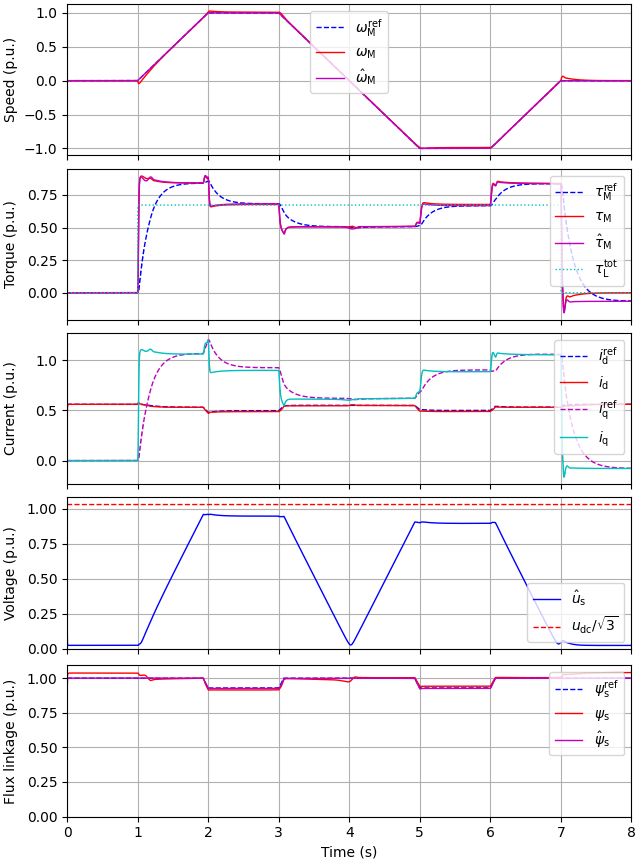 Speed (p.u.)
1.0
0.5
0.0
−0.5
−1.0
ω_M^ref
ω_M
ω̂_M
Torque (p.u.)
0.75
0.50
0.25
0.00
τ_M^ref
τ_M
τ̂_M
τ_L^tot
Current (p.u.)
1.0
0.5
0.0
i_d^ref
i_d
i_q^ref
i_q
Voltage (p.u.)
1.00
0.75
0.50
0.25
0.00
û_s
u_dc/√3
Flux linkage (p.u.)
1.00
0.75
0.50
0.25
0.00
ψ_s^ref
ψ_s
ψ̂_s
0 1 2 3 4 5 6 7 8
Time (s)